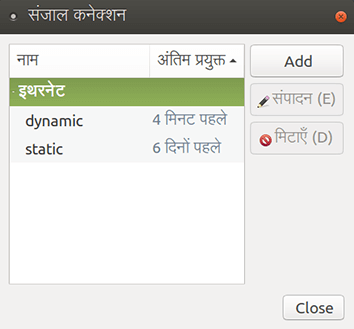 संजाल कनेक्शन
नाम अंतिम प्रयुक्त Add
इथरनेट
dynamic 4 मिनट पहले
static 6 दिनों पहले
संपादन (E)
मिटाएँ (D)
Close